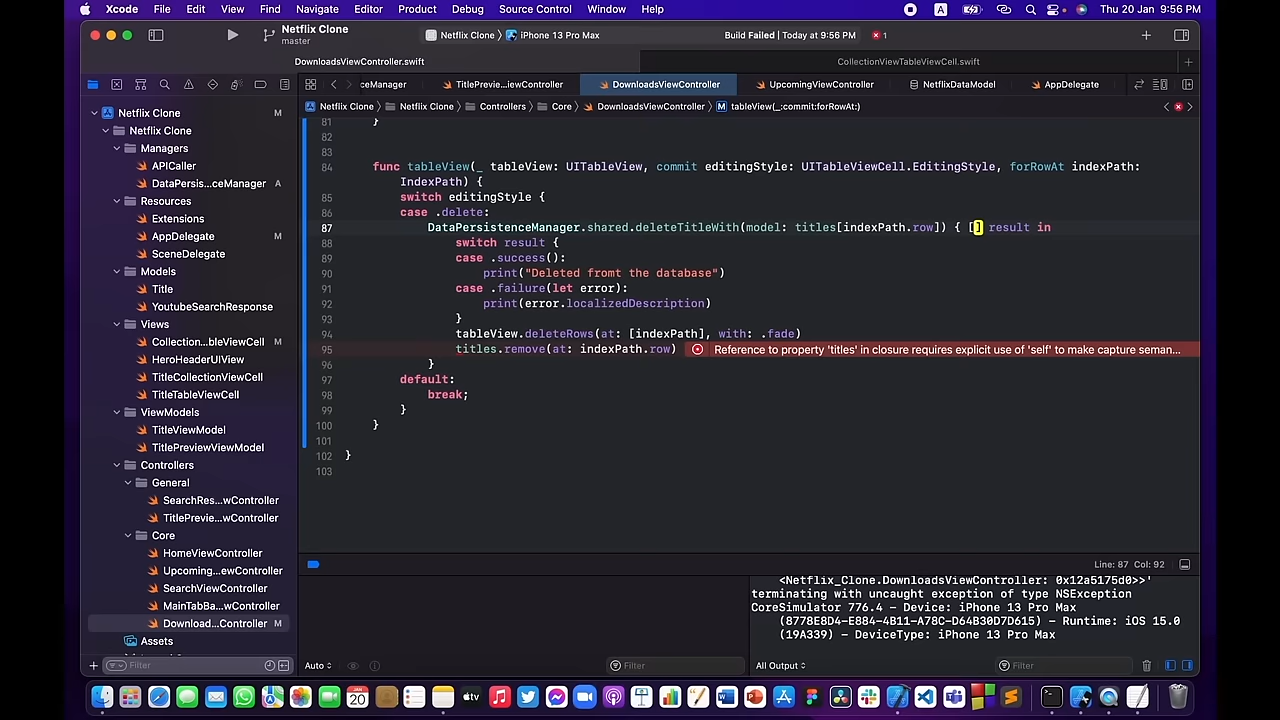 Xcode File Edit View Find Navigate Editor Product Debug Source Control Window Help A Thu 20 Jan 9:56 PM
Netflix Clone
master
Netflix Clone iPhone 13 Pro Max Build Failed | Today at 9:56 PM 1
DownloadsViewController.swift CollectionViewTableViewCell.swift
ceManager TitlePrevie...iewController DownloadsViewController UpcomingViewController NetflixDataModel AppDelegate
Netflix Clone Netflix Clone Controllers Core DownloadsViewController M tableView(_:commit:forRowAt:)
Netflix Clone M
Netflix Clone
Managers
APICaller
DataPersis...ceManager A
Resources
Extensions
AppDelegate M
SceneDelegate
Models
Title
YoutubeSearchResponse
Views
Collection...bleViewCell M
HeroHeaderUIView
TitleCollectionViewCell
TitleTableViewCell
ViewModels
TitleViewModel
TitlePreviewViewModel
Controllers
General
SearchRes...wController
TitlePrevie...wController
Core
HomeViewController
Upcoming...ewController
SearchViewController
MainTabBa...wController
Download...Controller M
Assets
Filter
81 }
82
83
84 func tableView(_ tableView: UITableView, commit editingStyle: UITableViewCell.EditingStyle, forRowAt indexPath:
IndexPath) {
85 switch editingStyle {
86 case .delete:
87 DataPersistenceManager.shared.deleteTitleWith(model: titles[indexPath.row]) { [] result in
88 switch result {
89 case .success():
90 print("Deleted fromt the database")
91 case .failure(let error):
92 print(error.localizedDescription)
93 }
94 tableView.deleteRows(at: [indexPath], with: .fade)
95 titles.remove(at: indexPath.row) Reference to property 'titles' in closure requires explicit use of 'self' to make capture seman...
96 }
97 default:
98 break;
99 }
100 }
101
102 }
103
Line: 87 Col: 92
<Netflix_Clone.DownloadsViewController: 0x12a5175d0>>'
terminating with uncaught exception of type NSException
CoreSimulator 776.4 - Device: iPhone 13 Pro Max
(8778E8D4-E884-4B11-A78C-D64B30D7D615) - Runtime: iOS 15.0
(19A339) - DeviceType: iPhone 13 Pro Max
Auto Filter All Output Filter
JAN
20
tv